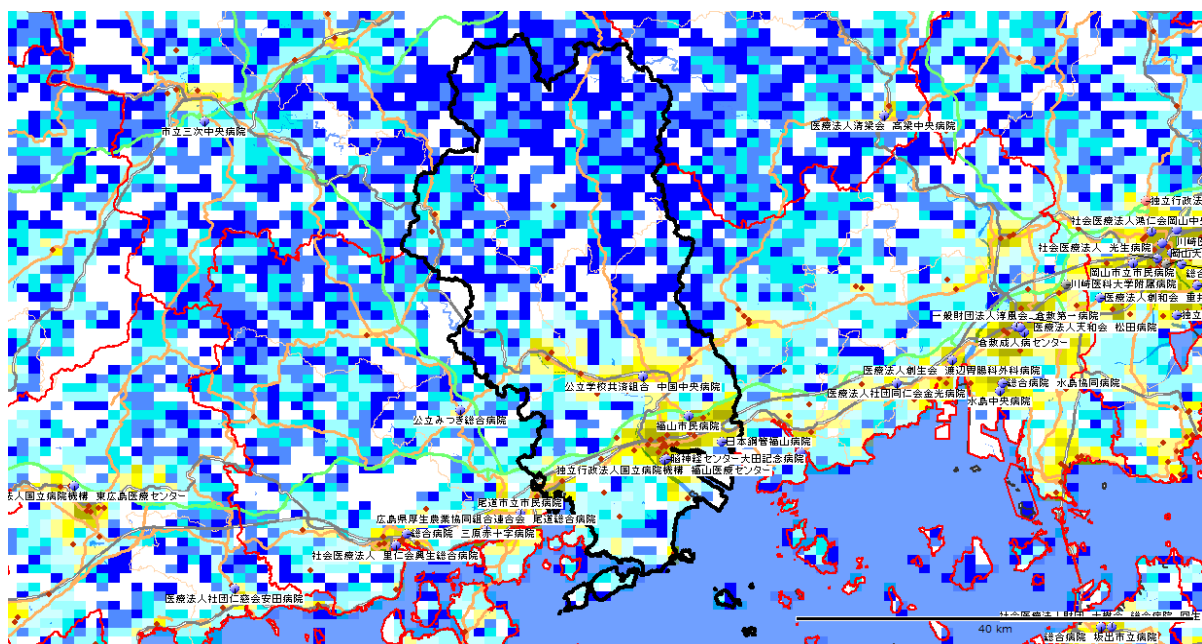 市立三次中央病院
医療法人清梁会 高梁中央病院
独立行政法
社会医療法人鴻仁会岡山中央
川崎医
社会医療法人 光生病院
岡山大
岡山市立市民病院
総合
川崎医科大学附属病院
医療法人創和会 重井
一般財団法人淳風会 倉敷第一病院
独立
医療法人天和会 松田病院
倉敷成人病センター
医療法人創生会 渡辺胃腸科外科病院
公立学校共済組合 中国中央病院
総合病院 水島協同病院
医療法人社団同仁会金光病院
水島中央病院
公立みつぎ総合病院
福山市民病院
日本鋼管福山病院
脳神経センター大田記念病院
独立行政法人国立病院機構 福山医療センター
法人国立病院機構 東広島医療センター
尾道市立市民病院
広島県厚生農業協同組合連合会 尾道総合病院
総合病院 三原赤十字病院
社会医療法人 里仁会興生総合病院
医療法人社団仁慈会安田病院
40 km
総合病院 坂出市立病院